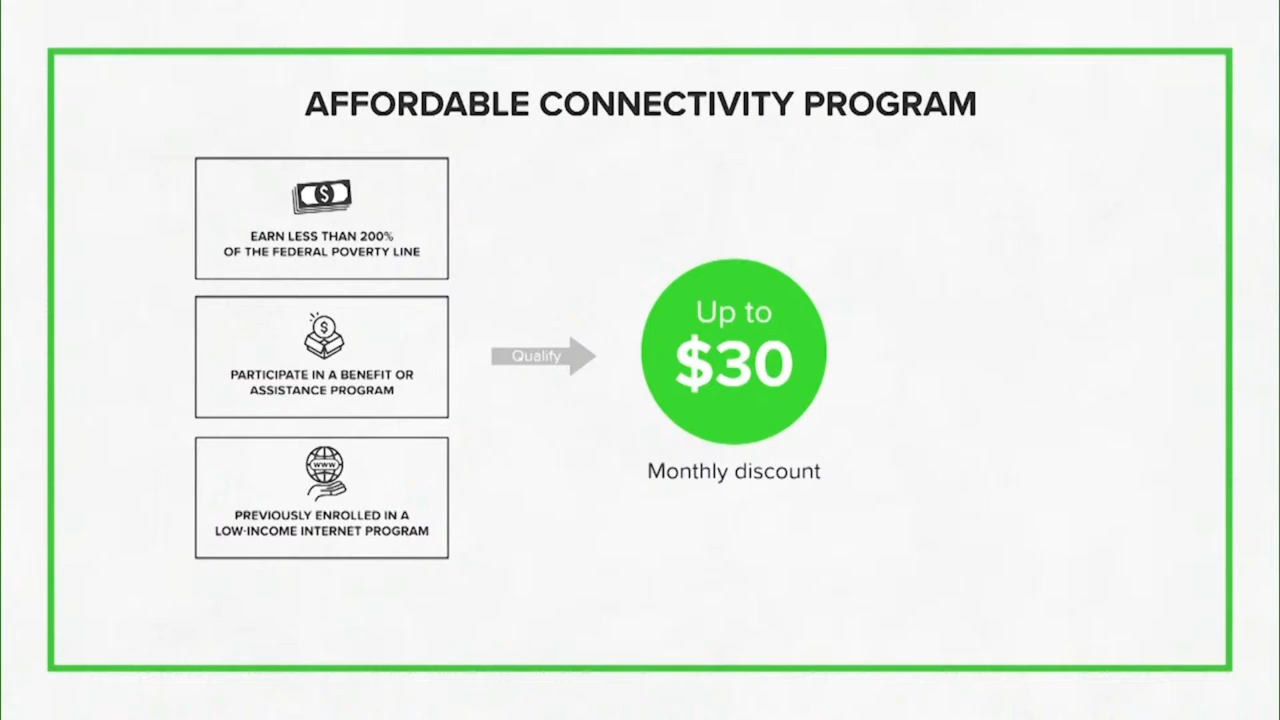 AFFORDABLE CONNECTIVITY PROGRAM
$
EARN LESS THAN 200%
OF THE FEDERAL POVERTY LINE
$
PARTICIPATE IN A BENEFIT OR
ASSISTANCE PROGRAM
WWW
PREVIOUSLY ENROLLED IN A
LOW-INCOME INTERNET PROGRAM
Qualify
Up to
$30
Monthly discount